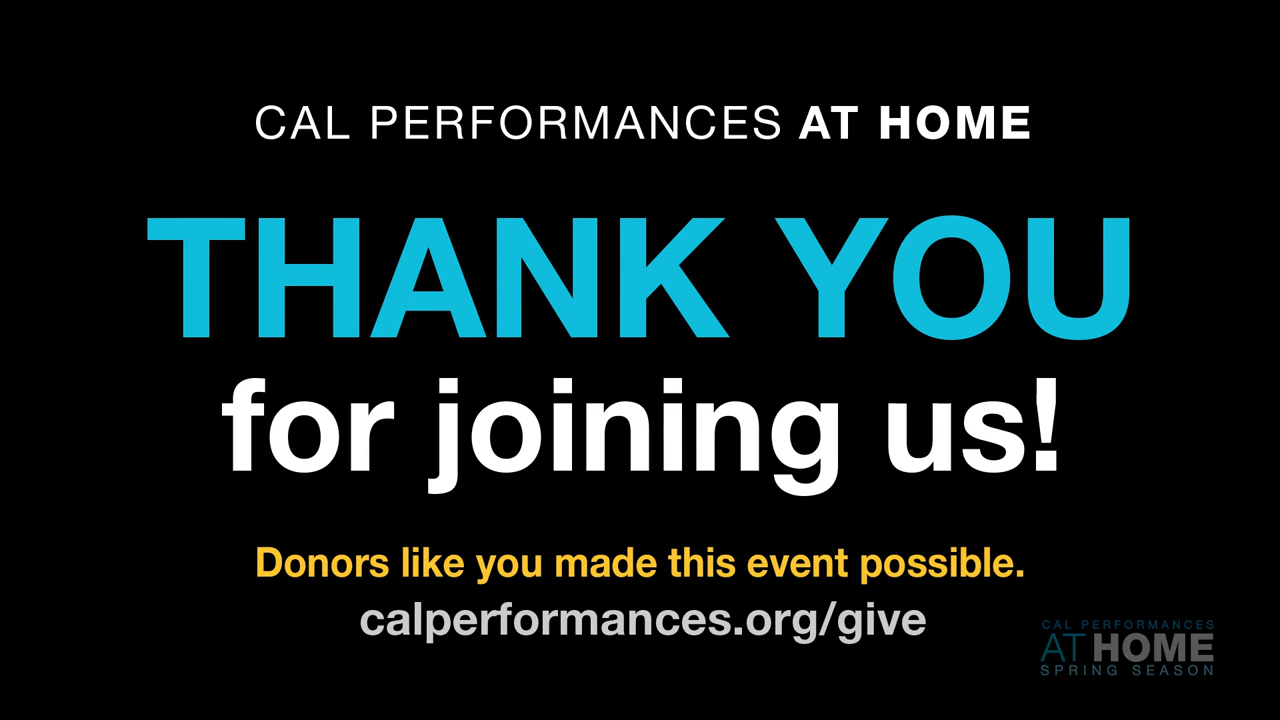 CAL PERFORMANCES AT HOME
THANK YOU
for joining us!
Donors like you made this event possible.
calperformances.org/give
CAL PERFORMANCES
AT HOME
SPRING SEASON